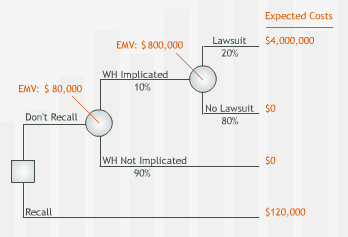 Expected Costs
Lawsuit
$4,000,000
20%
EMV: $ 800,000
WH Implicated
10%
EMV: $ 80,000
No Lawsuit
$0
80%
Don't Recall
WH Not Implicated
$0
90%
Recall
$120,000